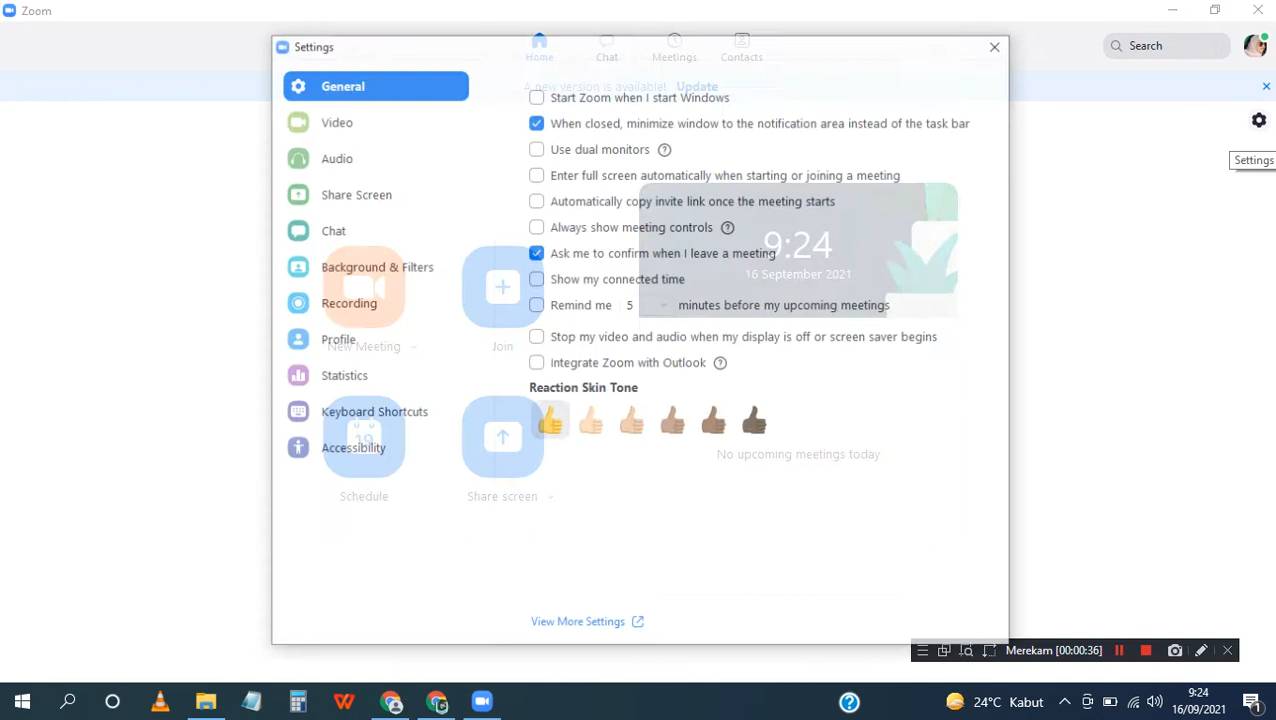 Zoom
Settings
Home
Chat
Meetings
Contacts
Search
A new version is available! Update
Settings
General
Video
Audio
Share Screen
Chat
Background & Filters
Recording
Profile
Statistics
Keyboard Shortcuts
Accessibility
Start Zoom when I start Windows
When closed, minimize window to the notification area instead of the task bar
Use dual monitors
Enter full screen automatically when starting or joining a meeting
Automatically copy invite link once the meeting starts
Always show meeting controls
Ask me to confirm when I leave a meeting
Show my connected time
Remind me 5 minutes before my upcoming meetings
Stop my video and audio when my display is off or screen saver begins
Integrate Zoom with Outlook
Reaction Skin Tone
9:24
16 September 2021
New Meeting
Join
19
Schedule
Share screen
No upcoming meetings today
View More Settings
Merekam [00:00:36]
24°C Kabut
9:24
16/09/2021
1